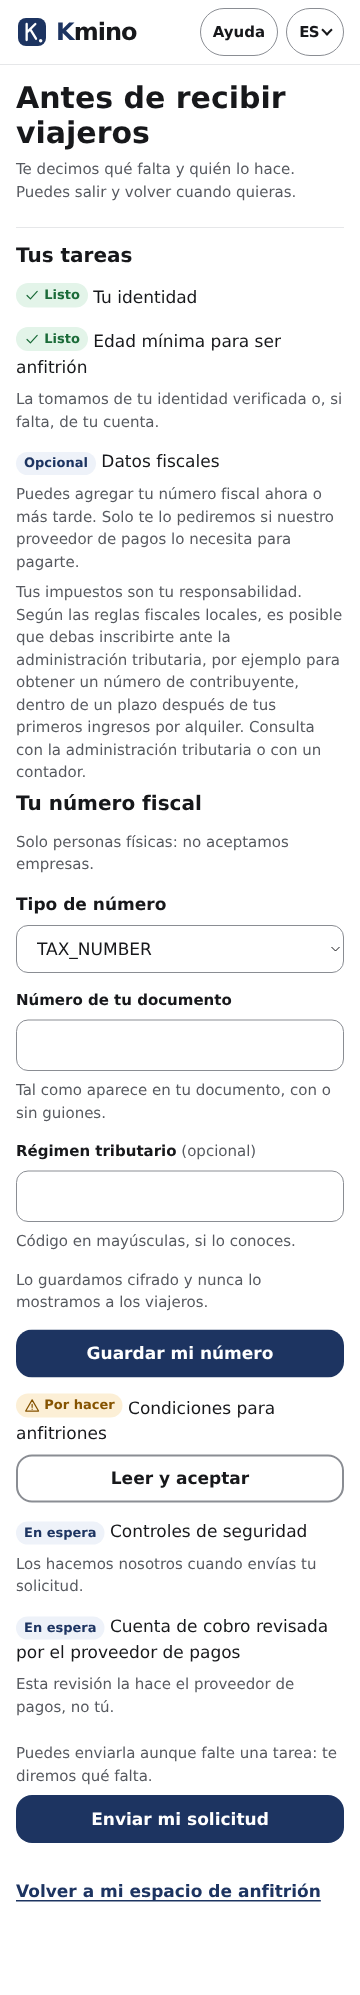 K. Kmino
Ayuda
ES
Antes de recibir
viajeros
Te decimos qué falta y quién lo hace.
Puedes salir y volver cuando quieras.
Tus tareas
Listo Tu identidad
Listo Edad mínima para ser
anfitrión
La tomamos de tu identidad verificada o, si
falta, de tu cuenta.
Opcional Datos fiscales
Puedes agregar tu número fiscal ahora o
más tarde. Solo te lo pediremos si nuestro
proveedor de pagos lo necesita para
pagarte.
Tus impuestos son tu responsabilidad.
Según las reglas fiscales locales, es posible
que debas inscribirte ante la
administración tributaria, por ejemplo para
obtener un número de contribuyente,
dentro de un plazo después de tus
primeros ingresos por alquiler. Consulta
con la administración tributaria o con un
contador.
Tu número fiscal
Solo personas físicas: no aceptamos
empresas.
Tipo de número
TAX_NUMBER
Número de tu documento
Tal como aparece en tu documento, con o
sin guiones.
Régimen tributario (opcional)
Código en mayúsculas, si lo conoces.
Lo guardamos cifrado y nunca lo
mostramos a los viajeros.
Guardar mi número
Por hacer Condiciones para
anfitriones
Leer y aceptar
En espera Controles de seguridad
Los hacemos nosotros cuando envías tu
solicitud.
En espera Cuenta de cobro revisada
por el proveedor de pagos
Esta revisión la hace el proveedor de
pagos, no tú.
Puedes enviarla aunque falte una tarea: te
diremos qué falta.
Enviar mi solicitud
Volver a mi espacio de anfitrión